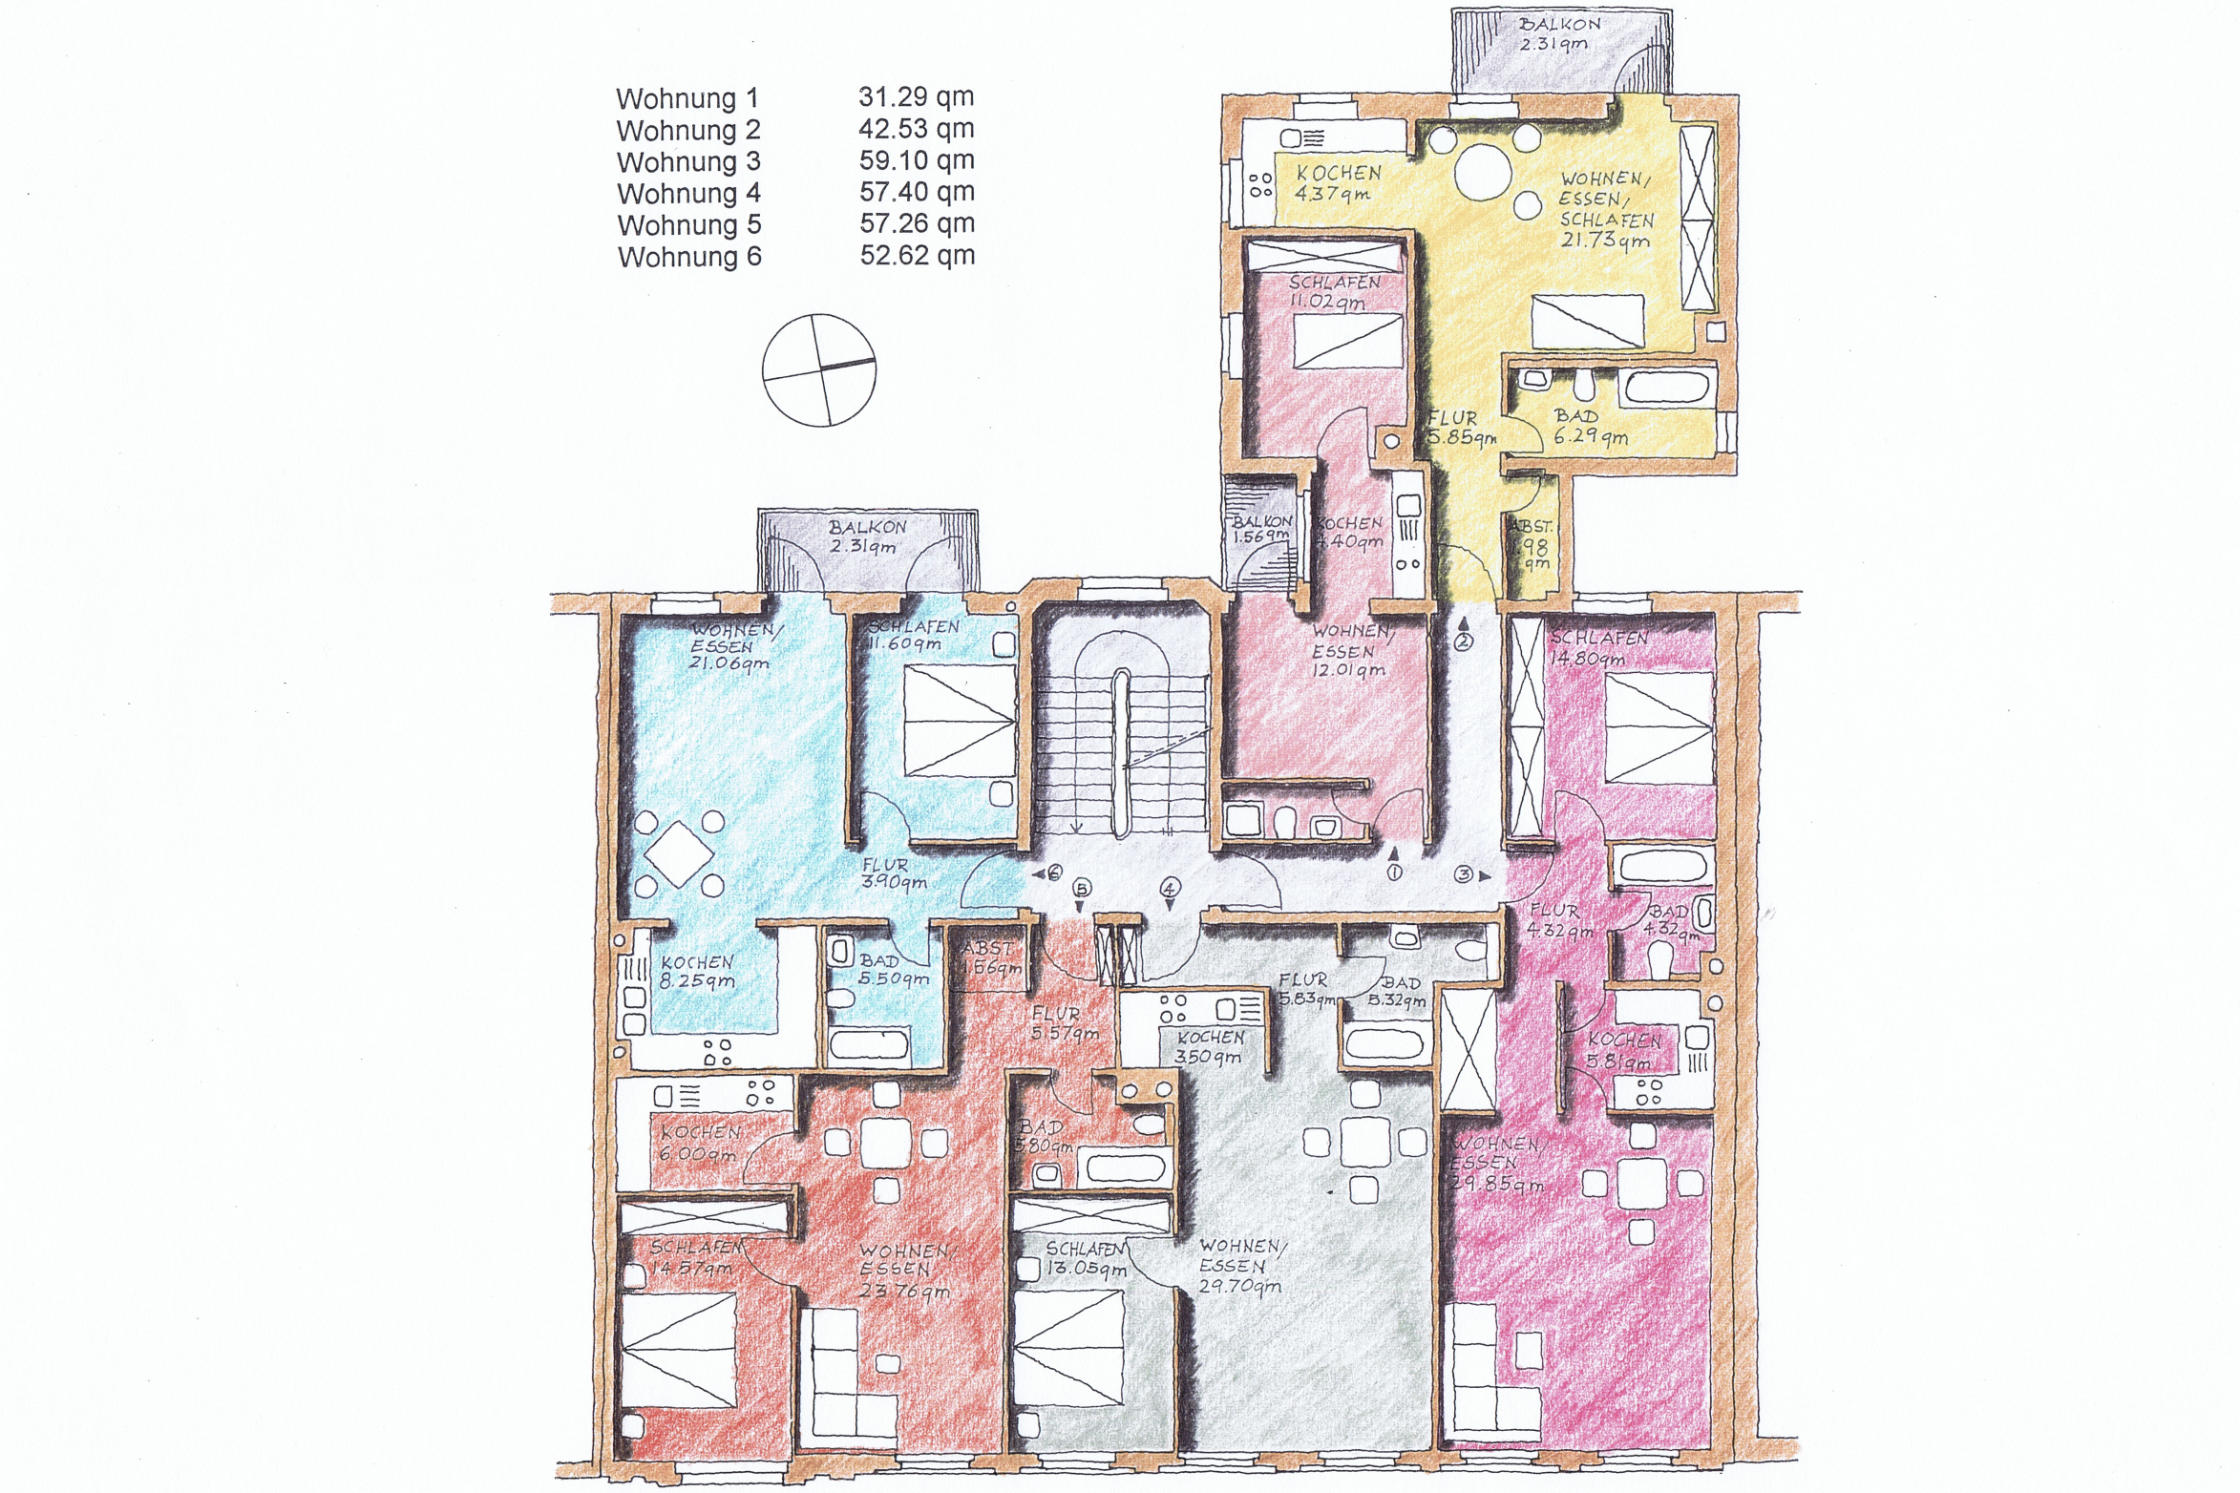 Wohnung 1 31.29 qm
Wohnung 2 42.53 qm
Wohnung 3 59.10 qm
Wohnung 4 57.40 qm
Wohnung 5 57.26 qm
Wohnung 6 52.62 qm
BALKON
2.31qm
KOCHEN
4.37qm
WOHNEN/
ESSEN/
SCHLAFEN
21.73qm
SCHLAFEN
11.02qm
FLUR
5.85qm
BAD
6.29qm
BALKON
1.56qm
KOCHEN
4.40qm
ABST.
1.98
qm
BALKON
2.31qm
WOHNEN/
ESSEN
21.06qm
SCHLAFEN
11.60qm
WOHNEN/
ESSEN
12.01qm
2
SCHLAFEN
14.80qm
FLUR
3.90qm
6
5
4
1
3
FLUR
4.32qm
BAD
4.32qm
KOCHEN
8.25qm
BAD
5.50qm
ABST.
1.56qm
FLUR
5.57qm
FLUR
5.83qm
BAD
5.32qm
KOCHEN
3.50qm
KOCHEN
5.81qm
KOCHEN
6.00qm
BAD
5.80qm
WOHNEN/
ESSEN
29.85qm
SCHLAFEN
14.57qm
WOHNEN/
ESSEN
23.76qm
SCHLAFEN
13.05qm
WOHNEN/
ESSEN
29.70qm